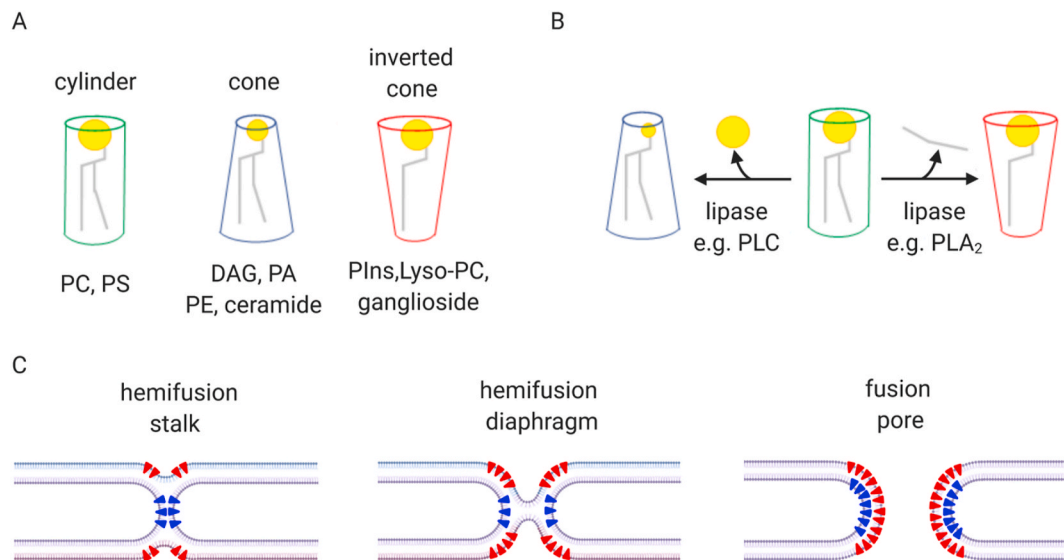 A
B
cylinder
cone
inverted
cone
PC, PS
DAG, PA
PE, ceramide
PIns,Lyso-PC,
ganglioside
lipase
e.g. PLC
lipase
e.g. PLA₂
C
hemifusion
stalk
hemifusion
diaphragm
fusion
pore